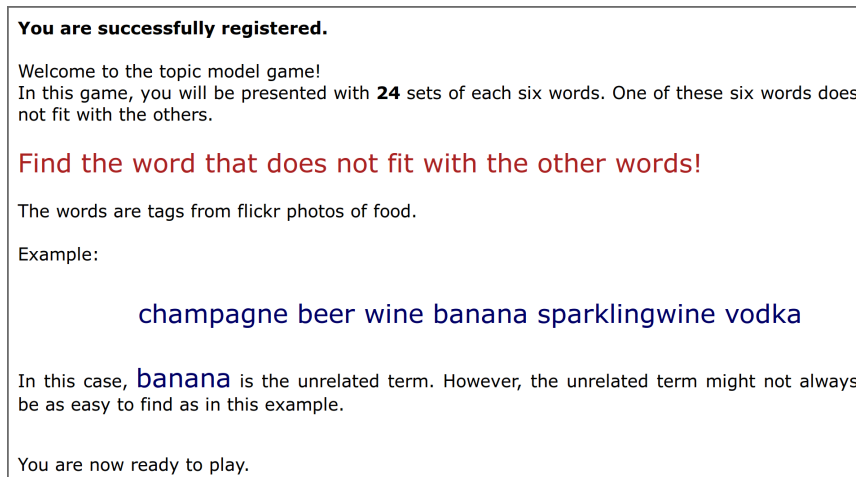 You are successfully registered.
Welcome to the topic model game!
In this game, you will be presented with 24 sets of each six words. One of these six words does
not fit with the others.
Find the word that does not fit with the other words!
The words are tags from flickr photos of food.
Example:
champagne beer wine banana sparklingwine vodka
In this case, banana is the unrelated term. However, the unrelated term might not always
be as easy to find as in this example.
You are now ready to play.